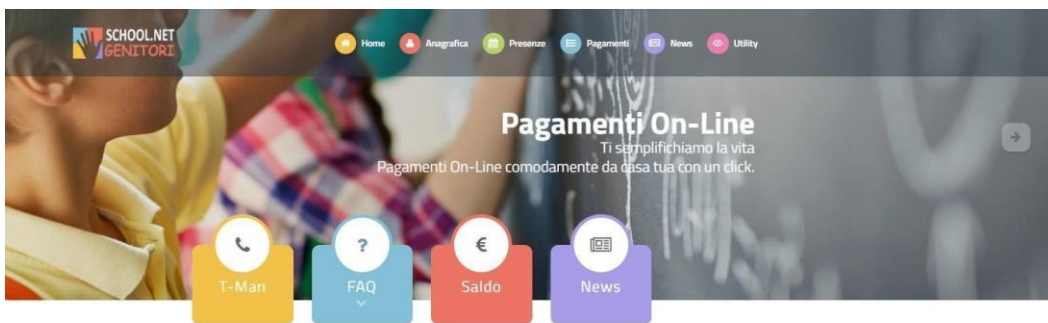 SCHOOL.NET
GENITORI
Home Anagrafica Presenze Pagamenti News Utility
Pagamenti On-Line
Ti semplifichiamo la vita
Pagamenti On-Line comodamente da casa tua con un click.
? €
T-Man FAQ Saldo News